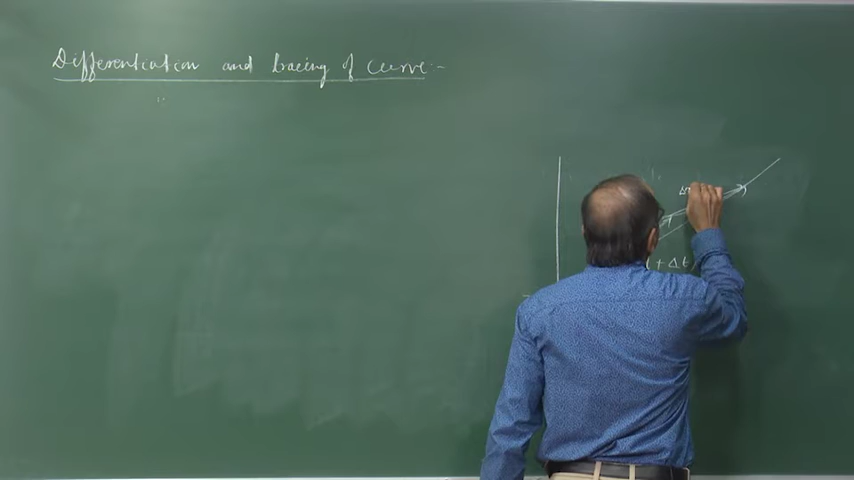 Differentiation and tracing of curve:-
+ Δt